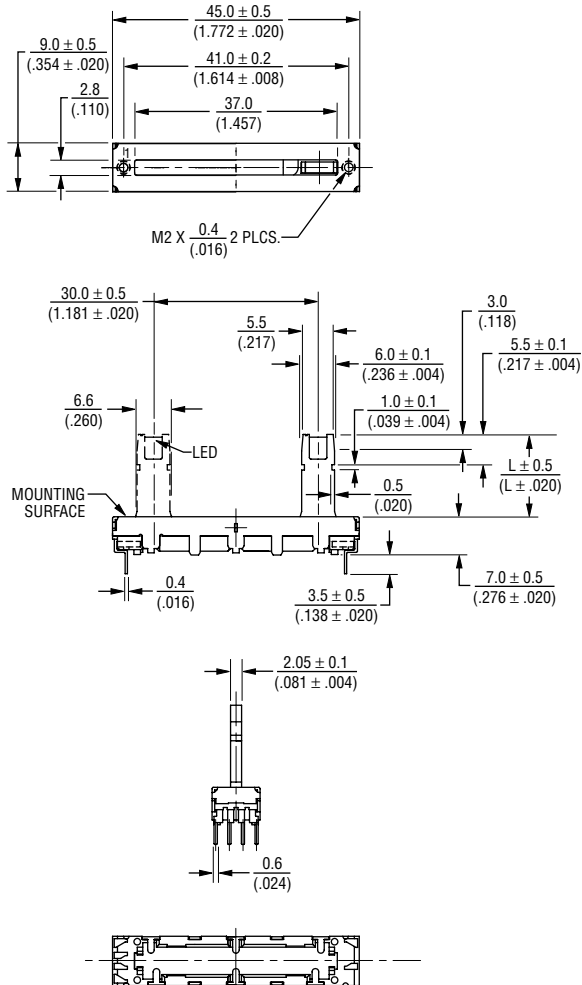 45.0 ± 0.5
(1.772 ± .020)
9.0 ± 0.5
(.354 ± .020)
41.0 ± 0.2
(1.614 ± .008)
2.8
(.110)
37.0
(1.457)
M2 X 0.4 (.016) 2 PLCS.
30.0 ± 0.5
(1.181 ± .020)
3.0
(.118)
5.5
(.217)
5.5 ± 0.1
(.217 ± .004)
6.0 ± 0.1
(.236 ± .004)
6.6
(.260)
1.0 ± 0.1
(.039 ± .004)
LED
L ± 0.5
(L ± .020)
MOUNTING
SURFACE
0.5
(.020)
0.4
(.016)
3.5 ± 0.5
(.138 ± .020)
7.0 ± 0.5
(.276 ± .020)
2.05 ± 0.1
(.081 ± .004)
0.6
(.024)